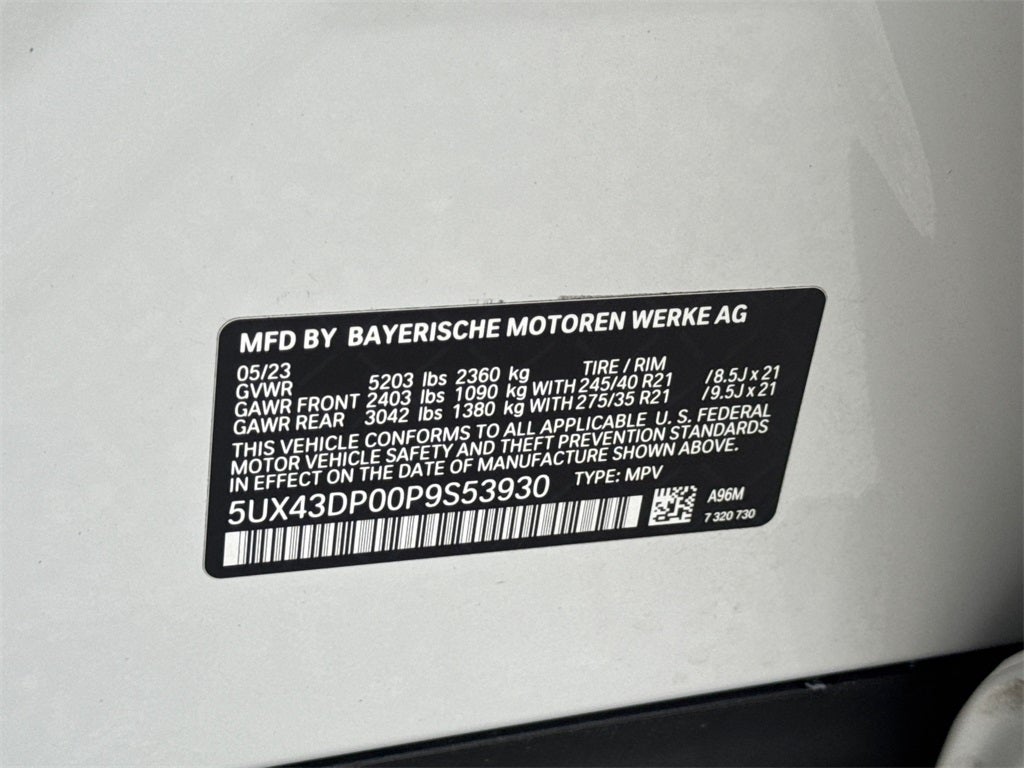 MFD BY BAYERISCHE MOTOREN WERKE AG
05/23 TIRE / RIM
GVWR 5203 lbs 2360 kg
GAWR FRONT 2403 lbs 1090 kg WITH 245/40 R21 /8.5J x 21
GAWR REAR 3042 lbs 1380 kg WITH 275/35 R21 /9.5J x 21
THIS VEHICLE CONFORMS TO ALL APPLICABLE U. S. FEDERAL
MOTOR VEHICLE SAFETY AND THEFT PREVENTION STANDARDS
IN EFFECT ON THE DATE OF MANUFACTURE SHOWN ABOVE.
5UX43DP00P9S53930 TYPE: MPV
A96M
7 320 730